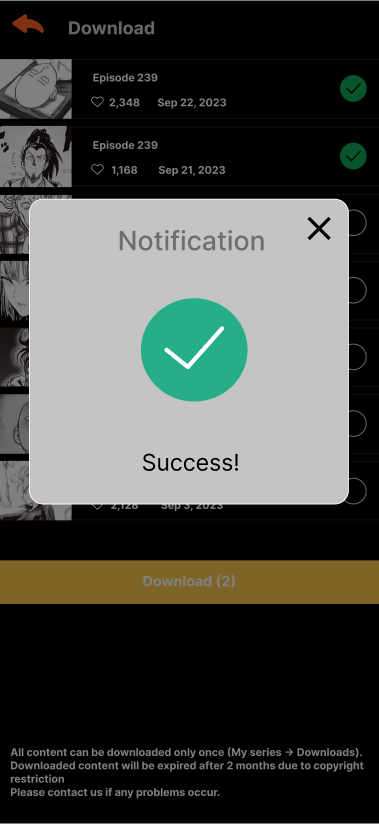 Download
Episode 239
2,348 Sep 22, 2023
Episode 239
1,168 Sep 21, 2023
Notification
Success!
2,128 Sep 3, 2023
Download (2)
All content can be downloaded only once (My series → Downloads).
Downloaded content will be expired after 2 months due to copyright
restriction
Please contact us if any problems occur.